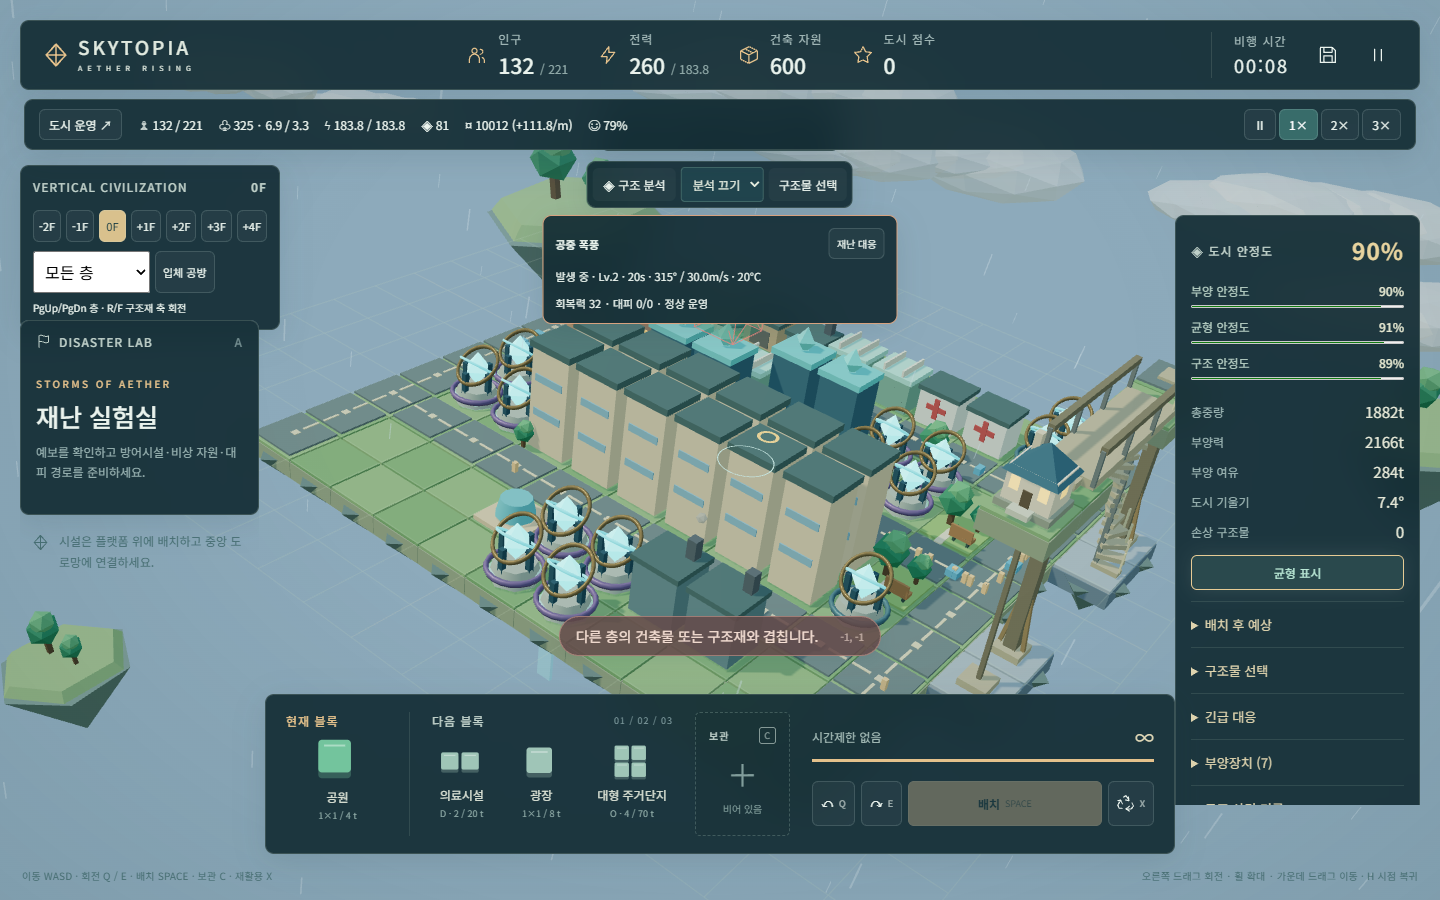 SKYTOPIA
AETHER RISING
인구
132 / 221
전력
260 / 183.8
건축 자원
600
도시 점수
0
비행 시간
00:08
도시 운영 ↗
132 / 221
325 · 6.9 / 3.3
183.8 / 183.8
81
¤ 10012 (+111.8/m)
79%
1×
2×
3×
VERTICAL CIVILIZATION 0F
-2F -1F 0F +1F +2F +3F +4F
모든 층
입체 공방
PgUp/PgDn 층 · R/F 구조재 축 회전
◈ 구조 분석
분석 끄기
구조물 선택
공중 폭풍
재난 대응
발생 중 · Lv.2 · 20s · 315° / 30.0m/s · 20°C
회복력 32 · 대피 0/0 · 정상 운영
DISASTER LAB A
STORMS OF AETHER
재난 실험실
예보를 확인하고 방어시설·비상 자원·대
피 경로를 준비하세요.
시설은 플랫폼 위에 배치하고 중앙 도
로망에 연결하세요.
◈ 도시 안정도 90%
부양 안정도 90%
균형 안정도 91%
구조 안정도 89%
총중량 1882t
부양력 2166t
부양 여유 284t
도시 기울기 7.4°
손상 구조물 0
균형 표시
▶ 배치 후 예상
▶ 구조물 선택
▶ 긴급 대응
▶ 부양장치 (7)
다른 층의 건축물 또는 구조재와 겹칩니다. -1, -1
현재 블록
공원
1×1 / 4 t
다음 블록 01 / 02 / 03
의료시설
D · 2 / 20 t
광장
1×1 / 8 t
대형 주거단지
O · 4 / 70 t
보관 C
비어 있음
시간제한 없음 ∞
Q
E
배치 SPACE
X
이동 WASD · 회전 Q / E · 배치 SPACE · 보관 C · 재활용 X
오른쪽 드래그 회전 · 휠 확대 · 가운데 드래그 이동 · H 시점 복귀